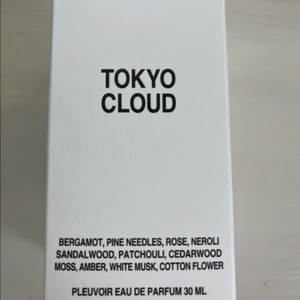 TOKYO
CLOUD
BERGAMOT, PINE NEEDLES, ROSE, NEROLI
SANDALWOOD, PATCHOULI, CEDARWOOD
MOSS, AMBER, WHITE MUSK, COTTON FLOWER
PLEUVOIR EAU DE PARFUM 30 ML